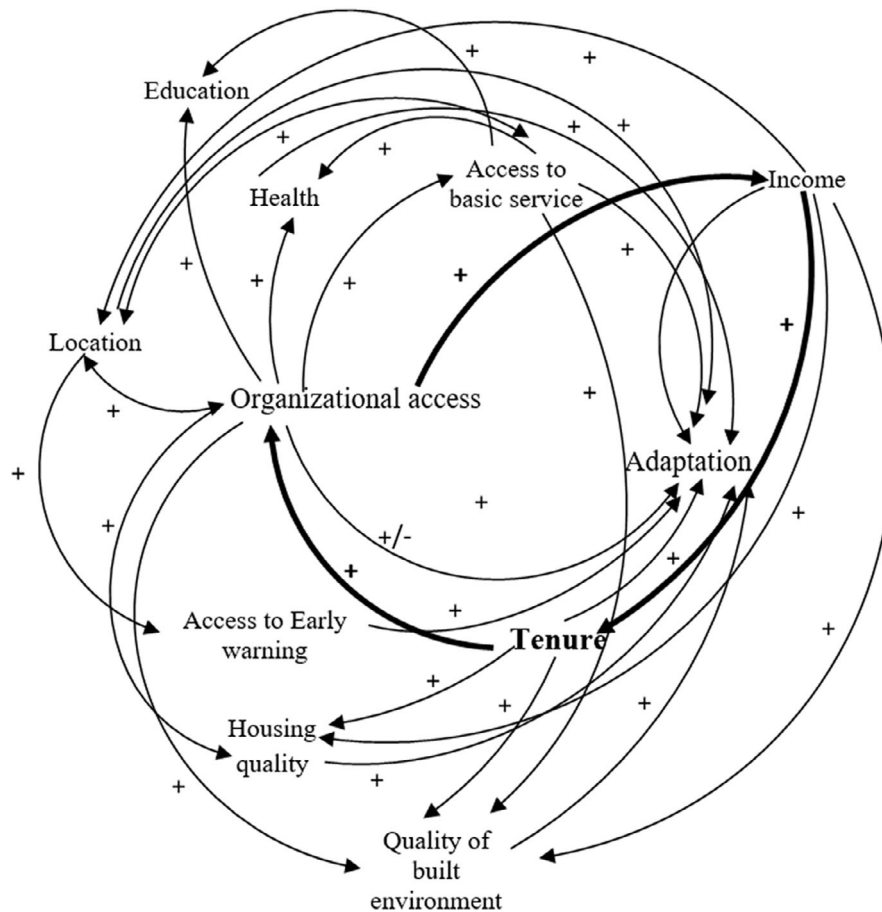 +
+
Education
+
+
+
+
Access to
basic service
Income
Health
+
+
+
+
+
Location
+
+
Organizational access
+
+
Adaptation
+
+
+
+
+/-
+
+
Access to Early
warning
+
Tenure
+
+
+
+
Housing
quality
+
+
Quality of
built
environment